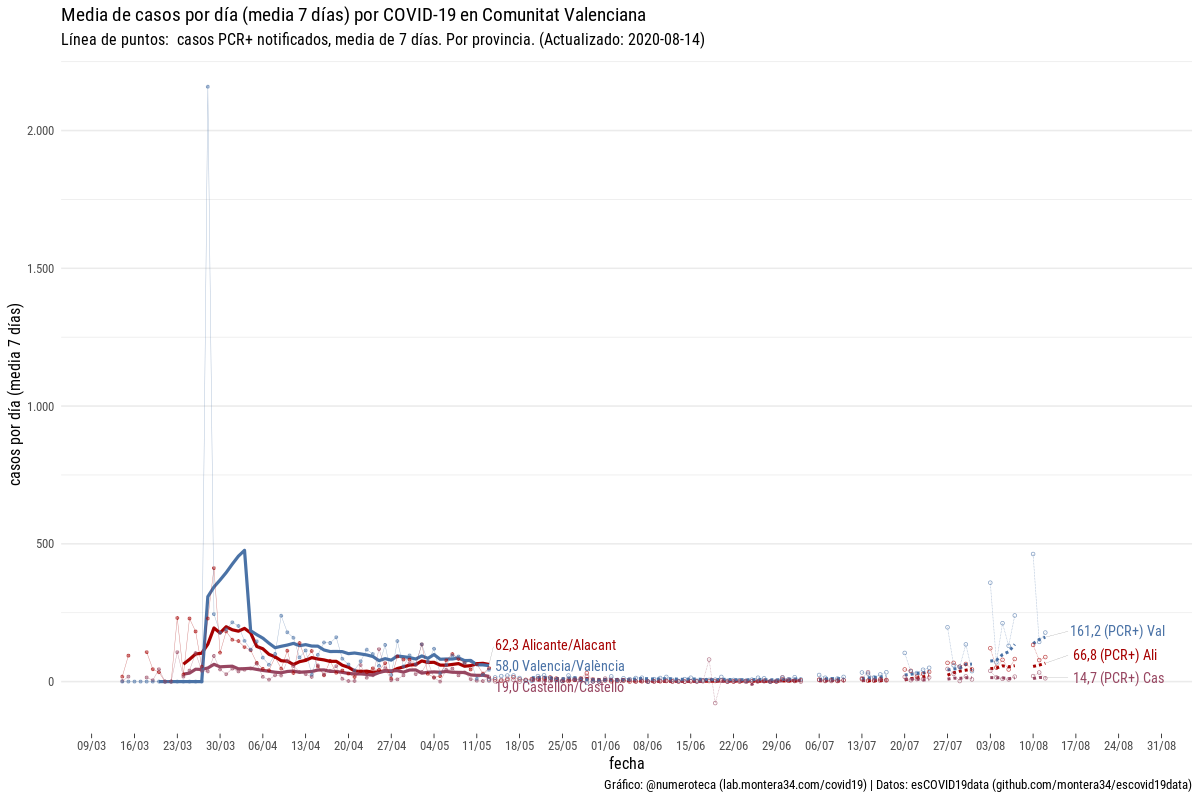 Media de casos por día (media 7 días) por COVID-19 en Comunitat Valenciana
Línea de puntos:  casos PCR+ notificados, media de 7 días. Por provincia. (Actualizado: 2020-08-14)
casos por día (media 7 días)
2.000
1.500
1.000
500
0
62,3 Alicante/Alacant
58,0 Valencia/València
19,0 Castellón/Castelló
161,2 (PCR+) Val
66,8 (PCR+) Ali
14,7 (PCR+) Cas
09/03 16/03 23/03 30/03 06/04 13/04 20/04 27/04 04/05 11/05 18/05 25/05 01/06 08/06 15/06 22/06 29/06 06/07 13/07 20/07 27/07 03/08 10/08 17/08 24/08 31/08
fecha
Gráfico: @numeroteca (lab.montera34.com/covid19) | Datos: esCOVID19data (github.com/montera34/escovid19data)